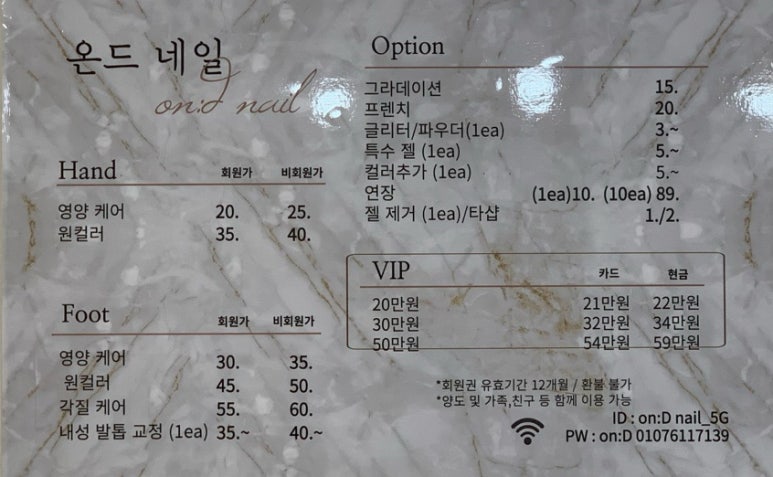 온드 네일
on:d nail
Hand 회원가 비회원가
영양 케어 20. 25.
원컬러 35. 40.
Foot 회원가 비회원가
영양 케어 30. 35.
원컬러 45. 50.
각질 케어 55. 60.
내성 발톱 교정 (1ea) 35.~ 40.~
Option
그라데이션 15.
프렌치 20.
글리터/파우더(1ea) 3.~
특수 젤 (1ea) 5.~
컬러추가 (1ea) 5.~
연장 (1ea)10. (10ea) 89.
젤 제거 (1ea)/타샵 1./2.
VIP 카드 현금
20만원 21만원 22만원
30만원 32만원 34만원
50만원 54만원 59만원
*회원권 유효기간 12개월 / 환불 불가
*양도 및 가족,친구 등 함께 이용 가능
ID : on:D nail_5G
PW : on:D 01076117139